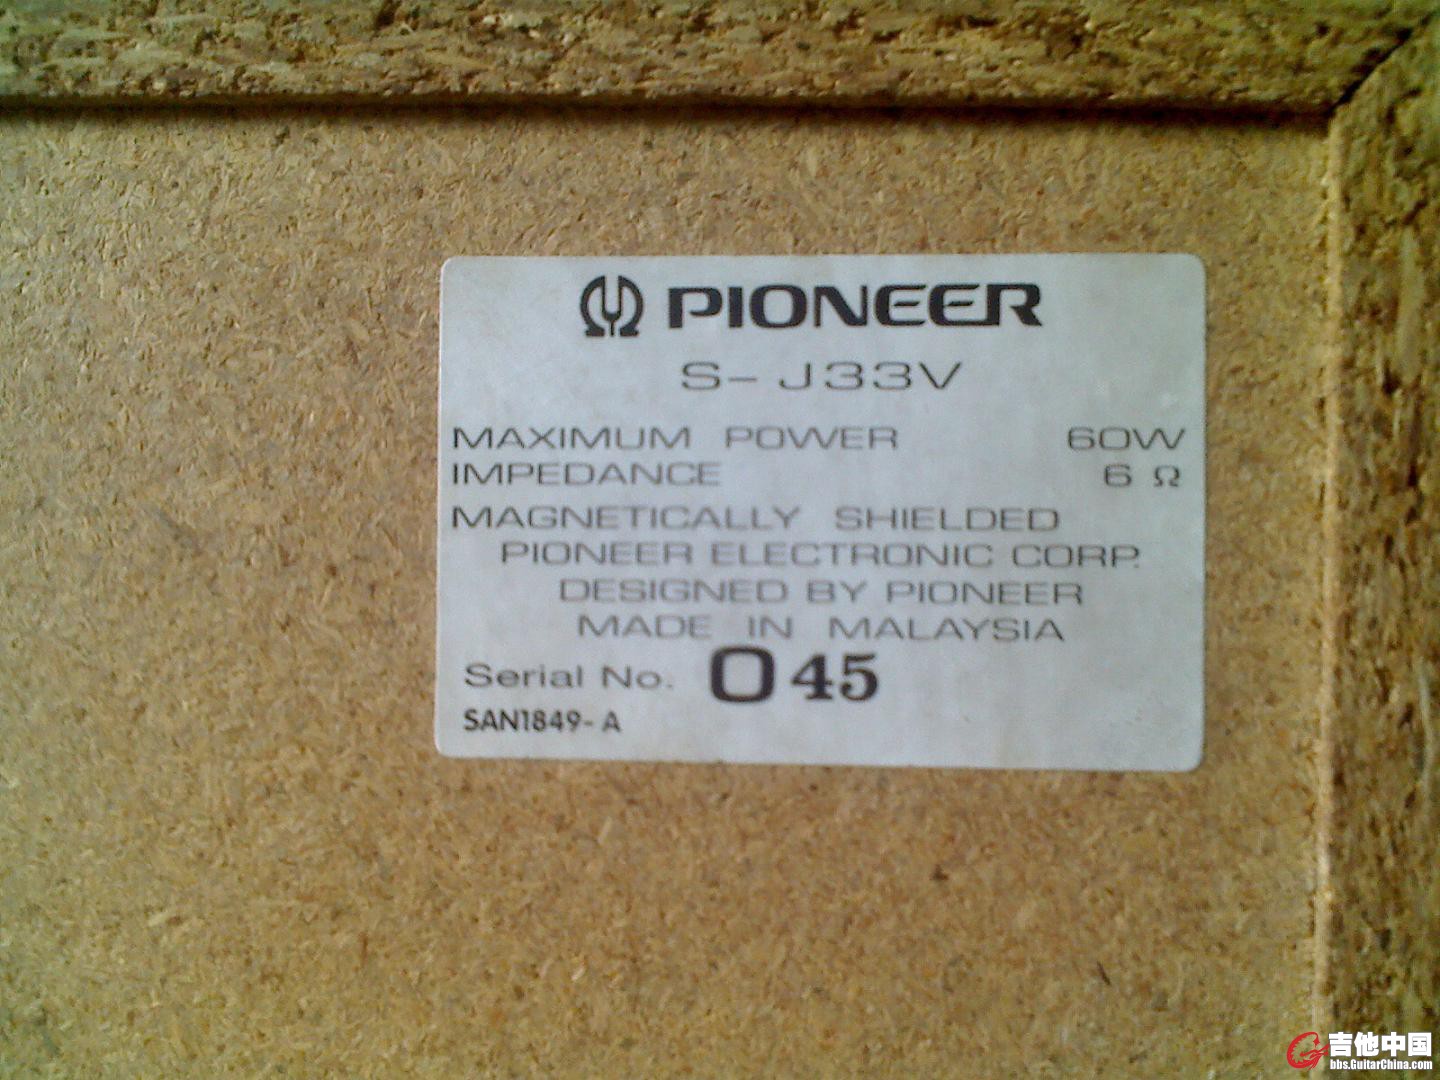 PIONEER
S-J33V
MAXIMUM POWER 60W
IMPEDANCE 6 Ω
MAGNETICALLY SHIELDED
PIONEER ELECTRONIC CORP.
DESIGNED BY PIONEER
MADE IN MALAYSIA
Serial No. O 45
SAN1849-A
吉他中国
bbs.GuitarChina.com